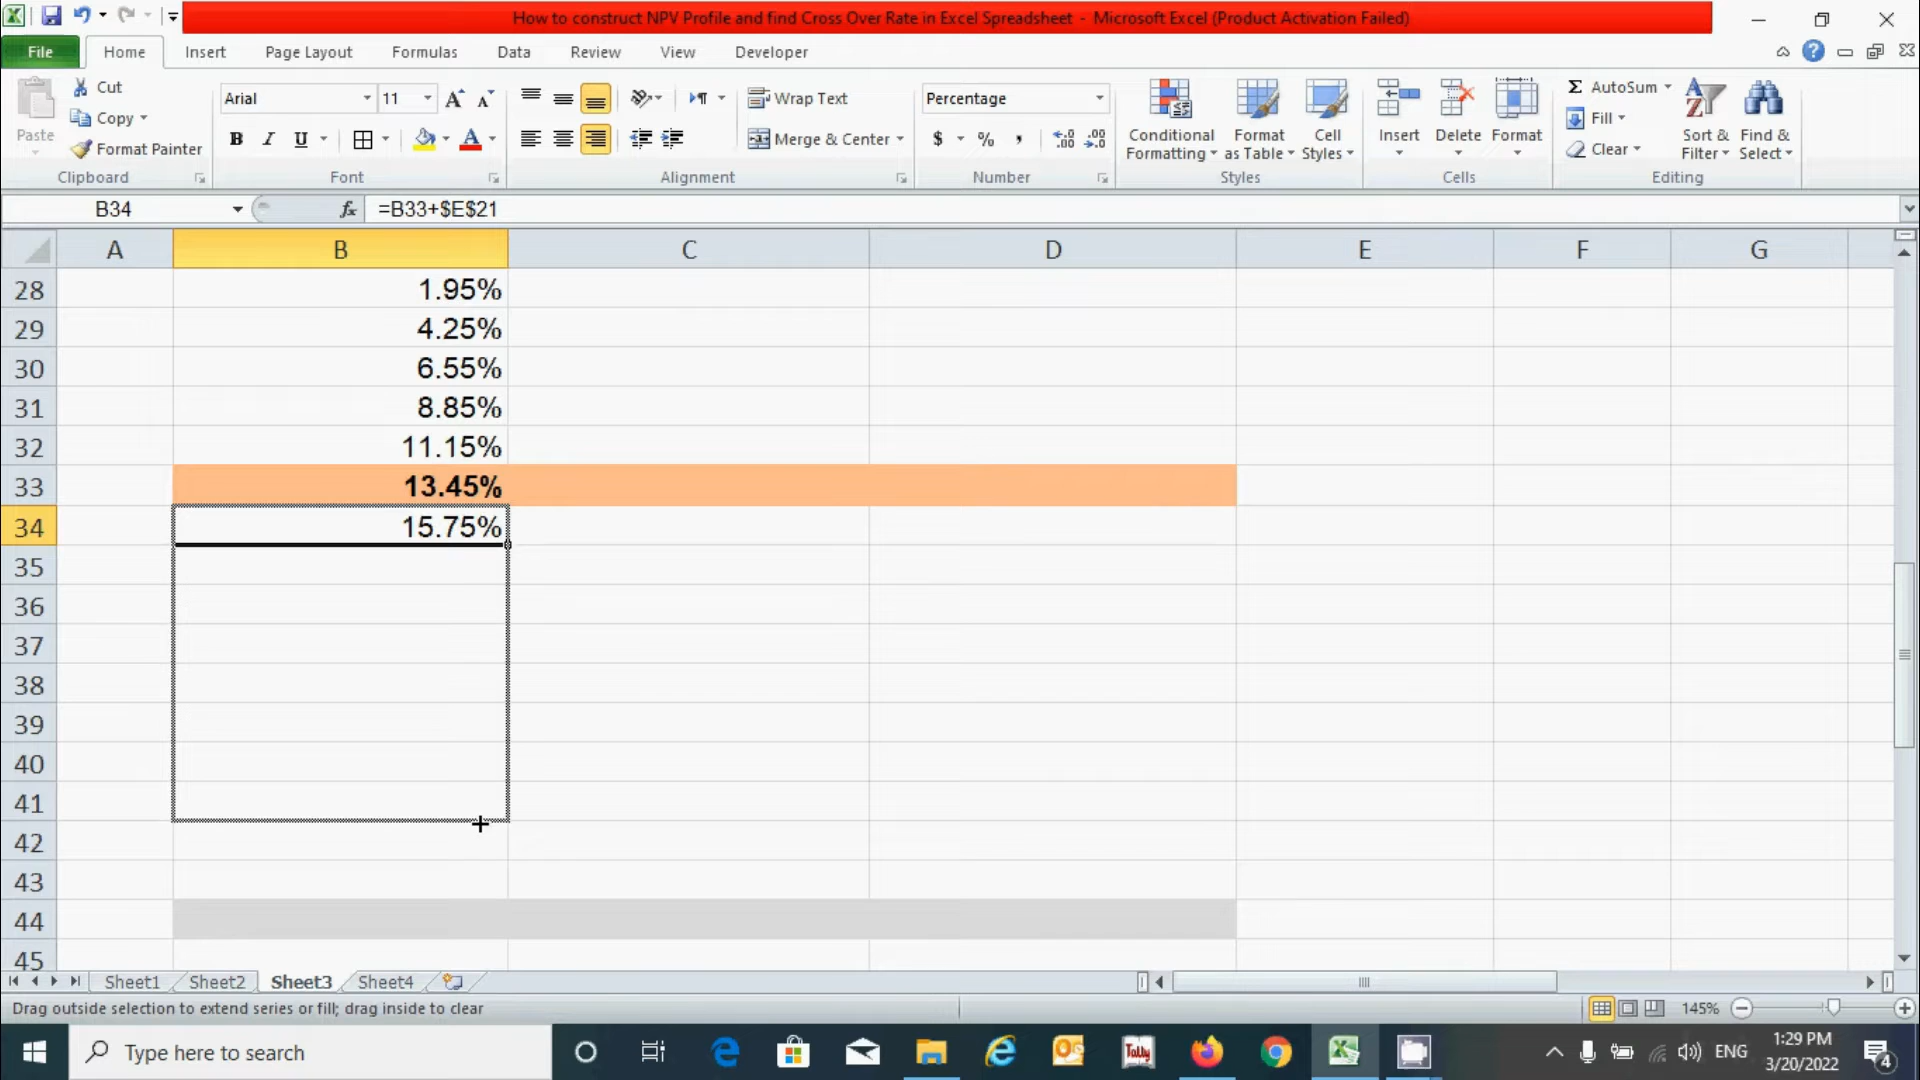 How to construct NPV Profile and find Cross Over Rate in Excel Spreadsheet - Microsoft Excel (Product Activation Failed)
File Home Insert Page Layout Formulas Data Review View Developer
Paste
Cut
Copy
Format Painter
Clipboard
Arial 11
B I U
Font
Wrap Text
Merge & Center
Alignment
Percentage
$ % ,
Number
Conditional Formatting
Format as Table
Cell Styles
Styles
Insert Delete Format
Cells
AutoSum
Fill
Clear
Sort & Filter
Find & Select
Editing
B34 fx =B33+$E$21
A B C D E F G
28 1.95%
29 4.25%
30 6.55%
31 8.85%
32 11.15%
33 13.45%
34 15.75%
35
36
37
38
39
40
41
42
43
44
45
Sheet1 Sheet2 Sheet3 Sheet4
Drag outside selection to extend series or fill; drag inside to clear
145%
Type here to search
Tally
ENG
1:29 PM
3/20/2022
4